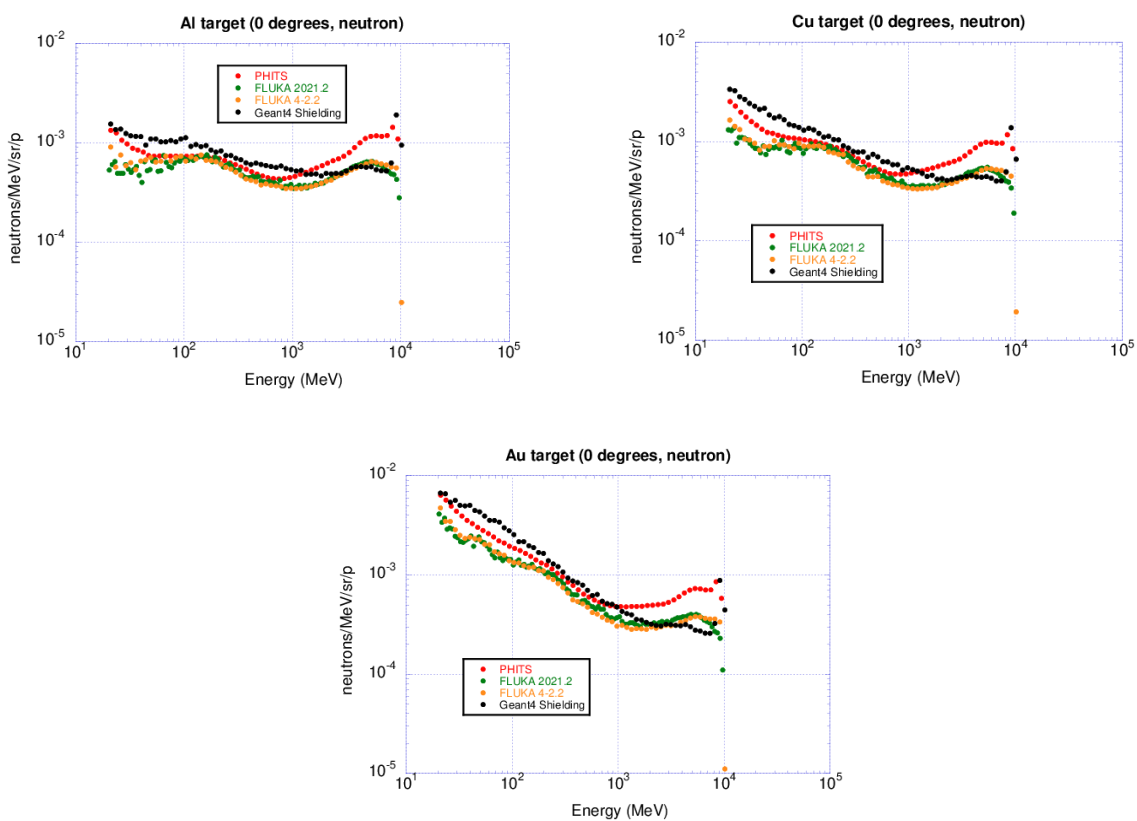 Al target (0 degrees, neutron)
10^-2
10^-3
10^-4
10^-5
neutrons/MeV/sr/p
PHITS
FLUKA 2021.2
FLUKA 4-2.2
Geant4 Shielding
10^1 10^2 10^3 10^4 10^5
Energy (MeV)
Cu target (0 degrees, neutron)
10^-2
10^-3
10^-4
10^-5
neutrons/MeV/sr/p
PHITS
FLUKA 2021.2
FLUKA 4-2.2
Geant4 Shielding
10^1 10^2 10^3 10^4 10^5
Energy (MeV)
Au target (0 degrees, neutron)
10^-2
10^-3
10^-4
10^-5
neutrons/MeV/sr/p
PHITS
FLUKA 2021.2
FLUKA 4-2.2
Geant4 Shielding
10^1 10^2 10^3 10^4 10^5
Energy (MeV)